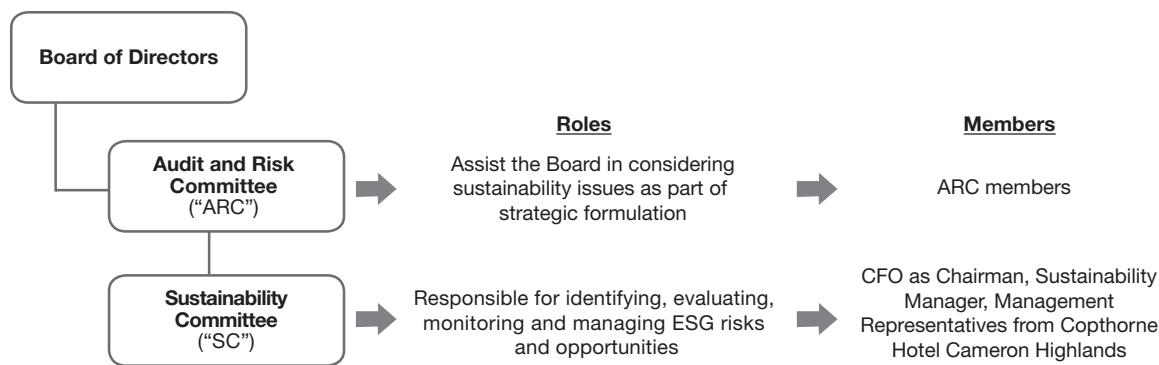 Board of Directors
Roles
Members
Audit and Risk
Committee
(“ARC”)
Assist the Board in considering
sustainability issues as part of
strategic formulation
ARC members
Sustainability
Committee
(“SC”)
Responsible for identifying, evaluating,
monitoring and managing ESG risks
and opportunities
CFO as Chairman, Sustainability
Manager, Management
Representatives from Copthorne
Hotel Cameron Highlands